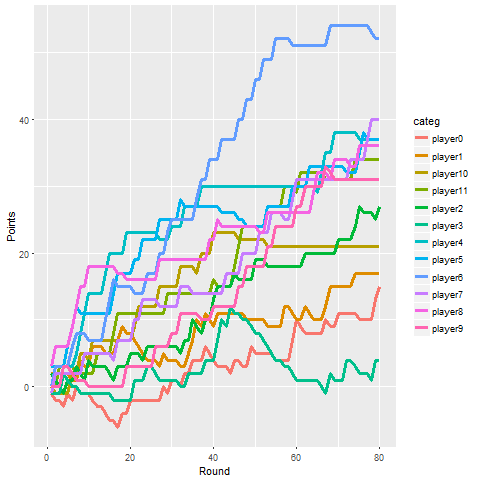 40
20
0
Points
0
20
40
60
80
Round
categ
player0
player1
player10
player11
player2
player3
player4
player5
player6
player7
player8
player9